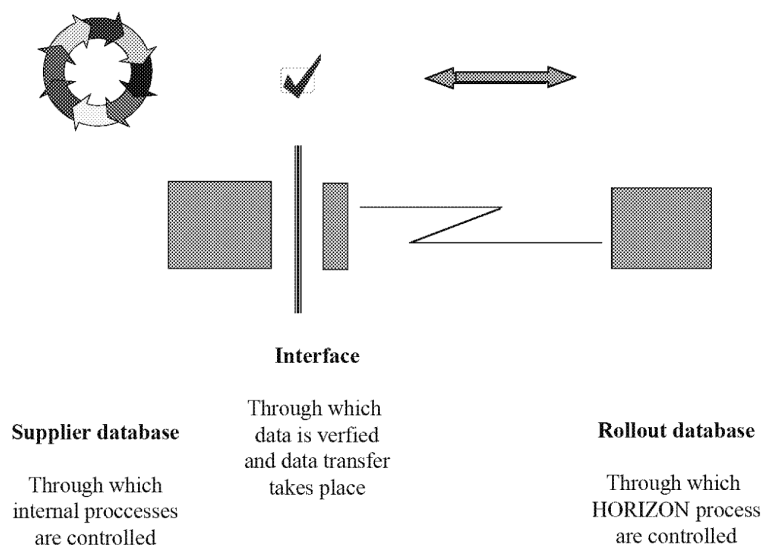 Interface
Through which
data is verfied
and data transfer
takes place
Supplier database
Through which
internal proccesses
are controlled
Rollout database
Through which
HORIZON process
are controlled